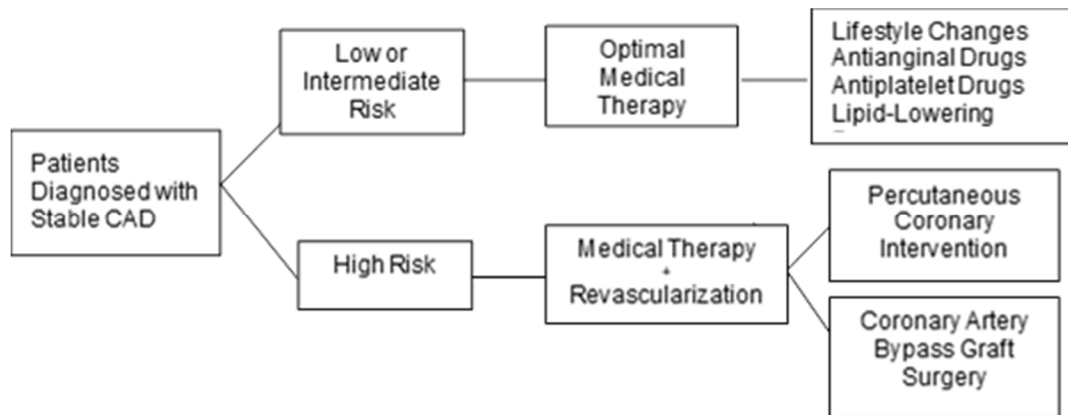 Patients
Diagnosed with
Stable CAD
Low or
Intermediate
Risk
Optimal
Medical
Therapy
Lifestyle Changes
Antianginal Drugs
Antiplatelet Drugs
Lipid-Lowering
High Risk
Medical Therapy
+
Revascularization
Percutaneous
Coronary
Intervention
Coronary Artery
Bypass Graft
Surgery